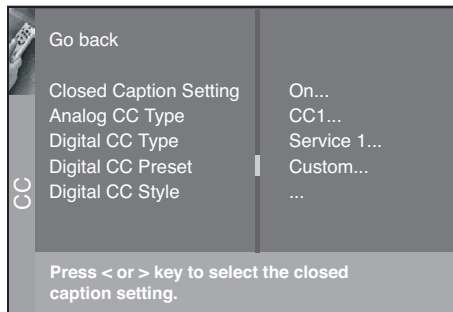 Go back
Closed Caption Setting On...
Analog CC Type CC1...
Digital CC Type Service 1...
Digital CC Preset Custom...
Digital CC Style ...
CC
Press < or > key to select the closed
caption setting.